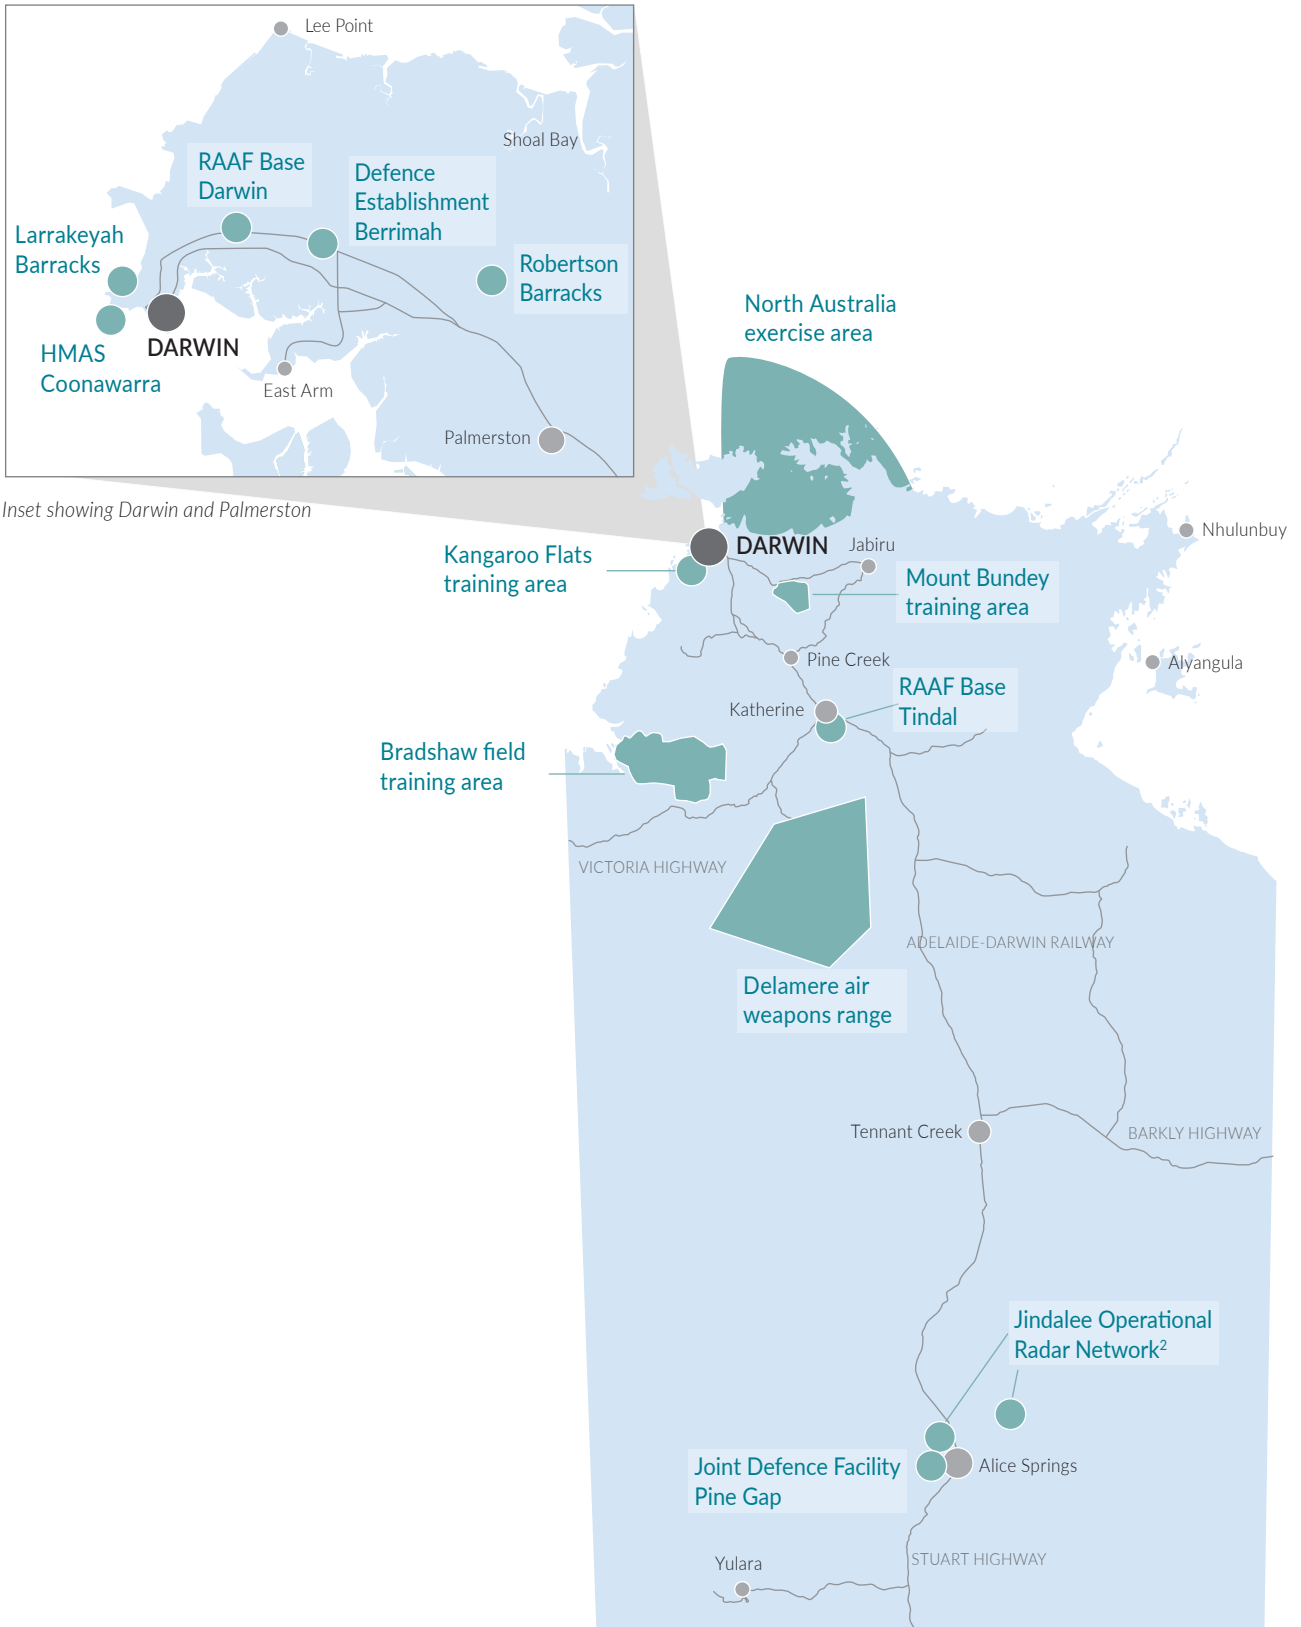 Lee Point
Shoal Bay
RAAF Base
Darwin
Defence
Establishment
Berrimah
Larrakeyah
Barracks
Robertson
Barracks
HMAS
Coonawarra
DARWIN
East Arm
Palmerston
Inset showing Darwin and Palmerston
North Australia
exercise area
DARWIN
Jabiru
Nhulunbuy
Kangaroo Flats
training area
Mount Bundey
training area
Pine Creek
Alyangula
RAAF Base
Tindal
Katherine
Bradshaw field
training area
VICTORIA HIGHWAY
ADELAIDE-DARWIN RAILWAY
Delamere air
weapons range
Tennant Creek
BARKLY HIGHWAY
Jindalee Operational
Radar Network²
Joint Defence Facility
Pine Gap
Alice Springs
Yulara
STUART HIGHWAY